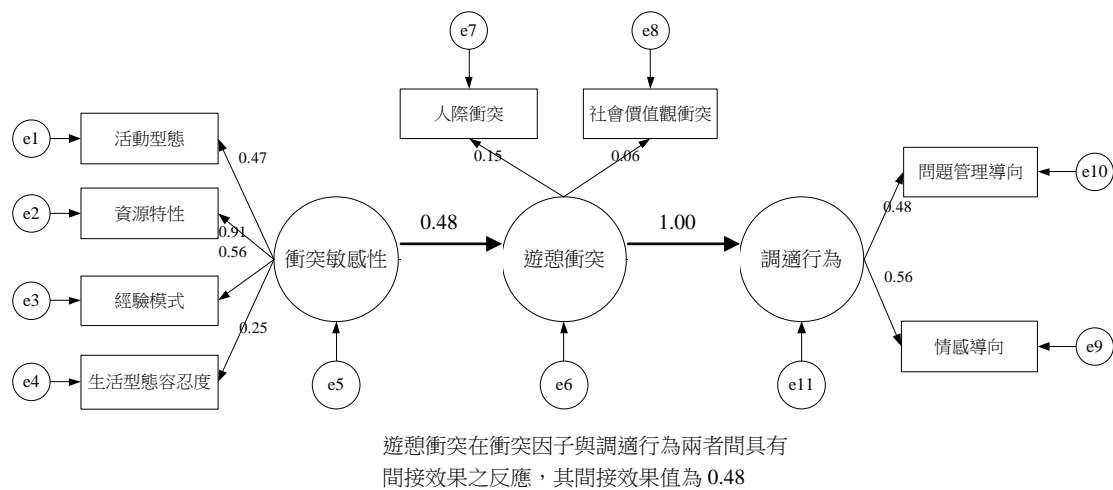 e7
e8
人際衝突
社會價值觀衝突
e1
活動型態
0.47
0.15
0.06
問題管理導向
e10
e2
資源特性
0.91
0.56
衝突敏感性
0.48
遊憩衝突
1.00
調適行為
0.48
0.56
e3
經驗模式
0.25
情感導向
e9
e4
生活型態容忍度
e5
e6
e11
遊憩衝突在衝突因子與調適行為兩者間具有
間接效果之反應，其間接效果值為 0.48